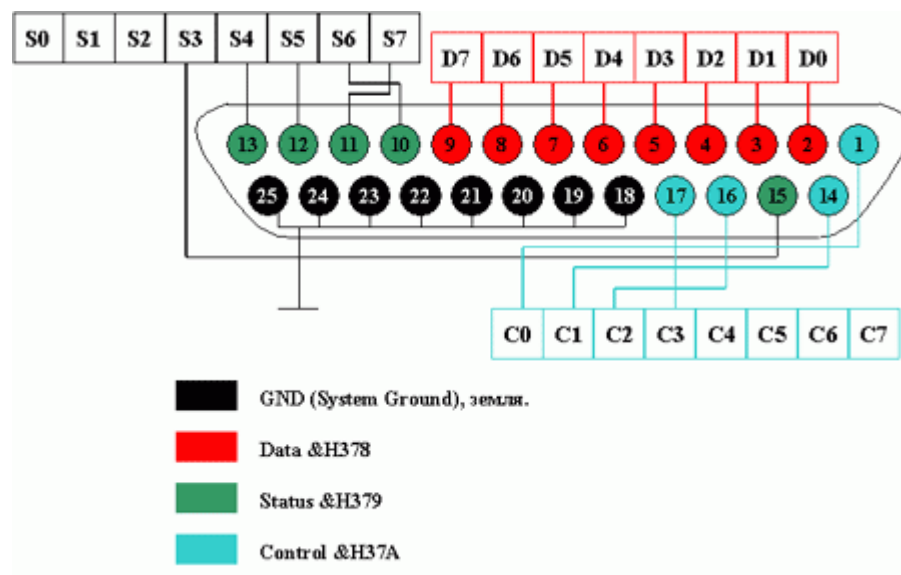 S0 S1 S2 S3 S4 S5 S6 S7
D7 D6 D5 D4 D3 D2 D1 D0
13 12 11 10 9 8 7 6 5 4 3 2 1
25 24 23 22 21 20 19 18 17 16 15 14
C0 C1 C2 C3 C4 C5 C6 C7
GND (System Ground), земля.
Data &H378
Status &H379
Control &H37A